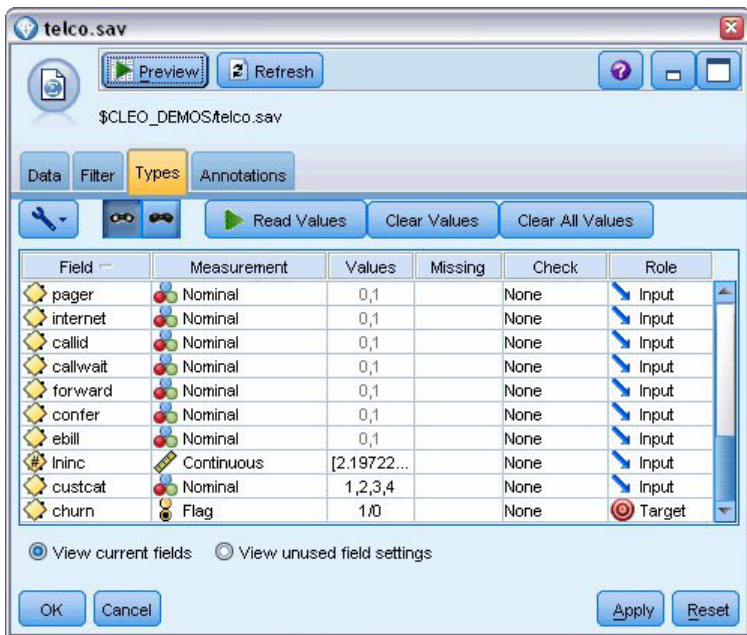 telco.sav
Preview Refresh
$CLEO_DEMOS/telco.sav
Data Filter Types Annotations
Read Values Clear Values Clear All Values
Field Measurement Values Missing Check Role
pager Nominal 0,1 None Input
internet Nominal 0,1 None Input
callid Nominal 0,1 None Input
callwait Nominal 0,1 None Input
forward Nominal 0,1 None Input
confer Nominal 0,1 None Input
ebill Nominal 0,1 None Input
lninc Continuous [2.19722... None Input
custcat Nominal 1,2,3,4 None Input
churn Flag 1/0 None Target
View current fields View unused field settings
OK Cancel Apply Reset